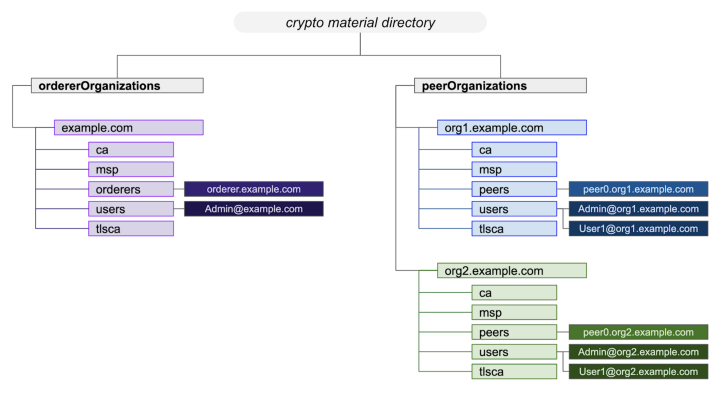 crypto material directory
ordererOrganizations
example.com
ca
msp
orderers
orderer.example.com
users
Admin@example.com
tlsca
peerOrganizations
org1.example.com
ca
msp
peers
peer0.org1.example.com
users
Admin@org1.example.com
tlsca
User1@org1.example.com
org2.example.com
ca
msp
peers
peer0.org2.example.com
users
Admin@org2.example.com
tlsca
User1@org2.example.com